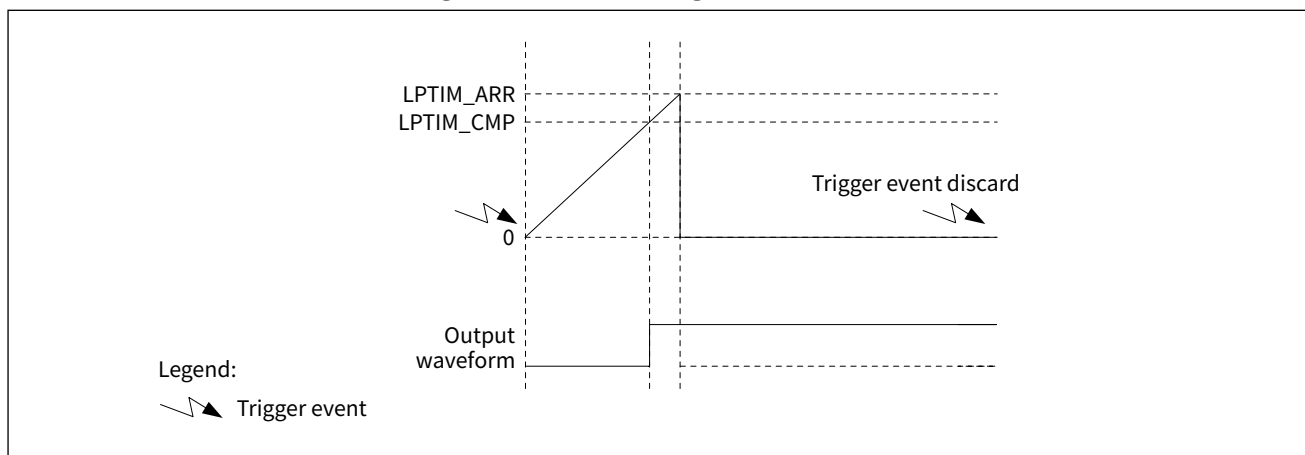 LPTIM_ARR
LPTIM_CMP
Trigger event discard
0
Output
waveform
Legend:
Trigger event